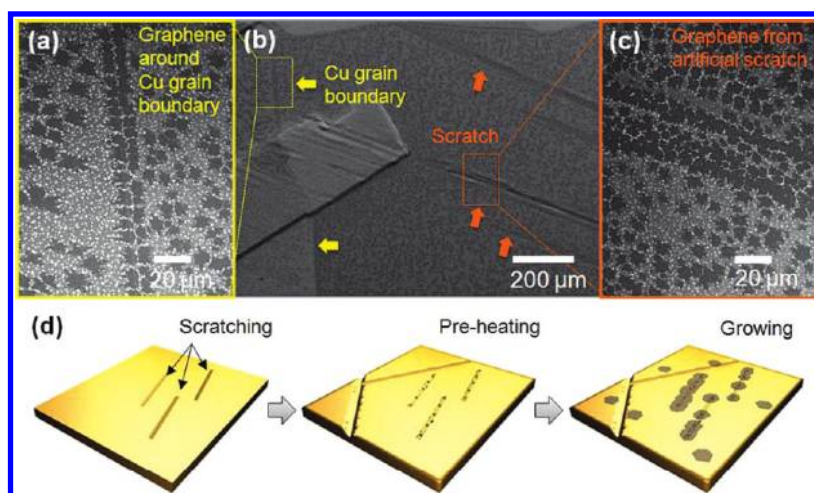 (a)
Graphene
around
Cu grain
boundary
20 µm
(b)
Cu grain
boundary
Scratch
200 µm
(c)
Graphene from
artificial scratch
20 µm
(d)
Scratching
Pre-heating
Growing